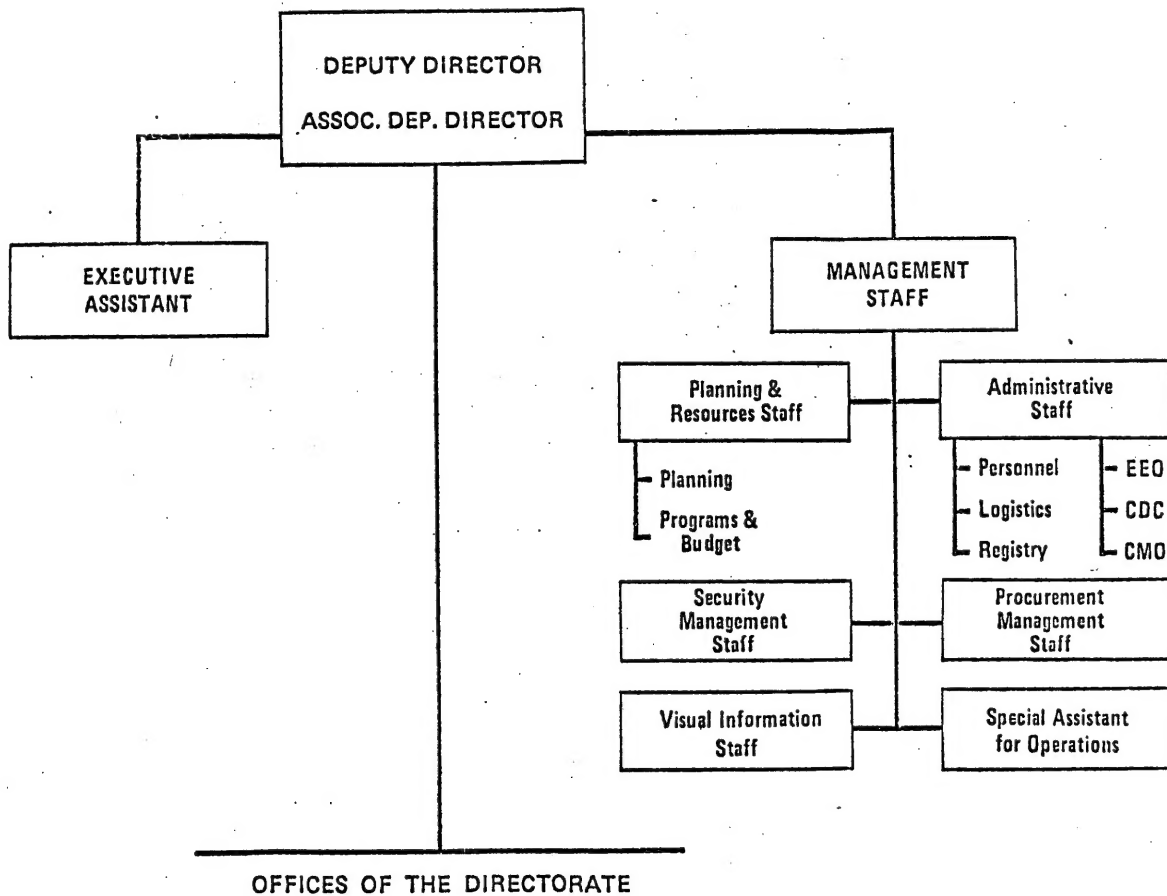 DEPUTY DIRECTOR
ASSOC. DEP. DIRECTOR
EXECUTIVE
ASSISTANT
MANAGEMENT
STAFF
Planning &
Resources Staff
Planning
Programs &
Budget
Administrative
Staff
Personnel
Logistics
Registry
EEO
CDC
CMO
Security
Management
Staff
Procurement
Management
Staff
Visual Information
Staff
Special Assistant
for Operations
OFFICES OF THE DIRECTORATE